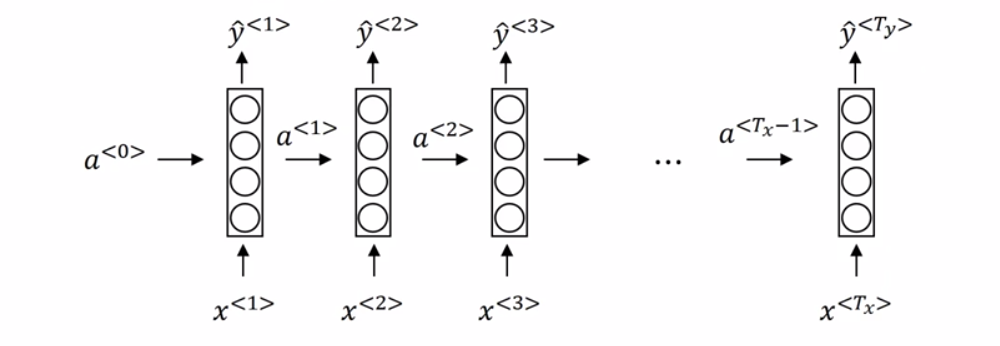 ŷ<1> ŷ<2> ŷ<3> ŷ<Ty>
a<0> a<1> a<2> ... a<Tx−1>
x<1> x<2> x<3> x<Tx>